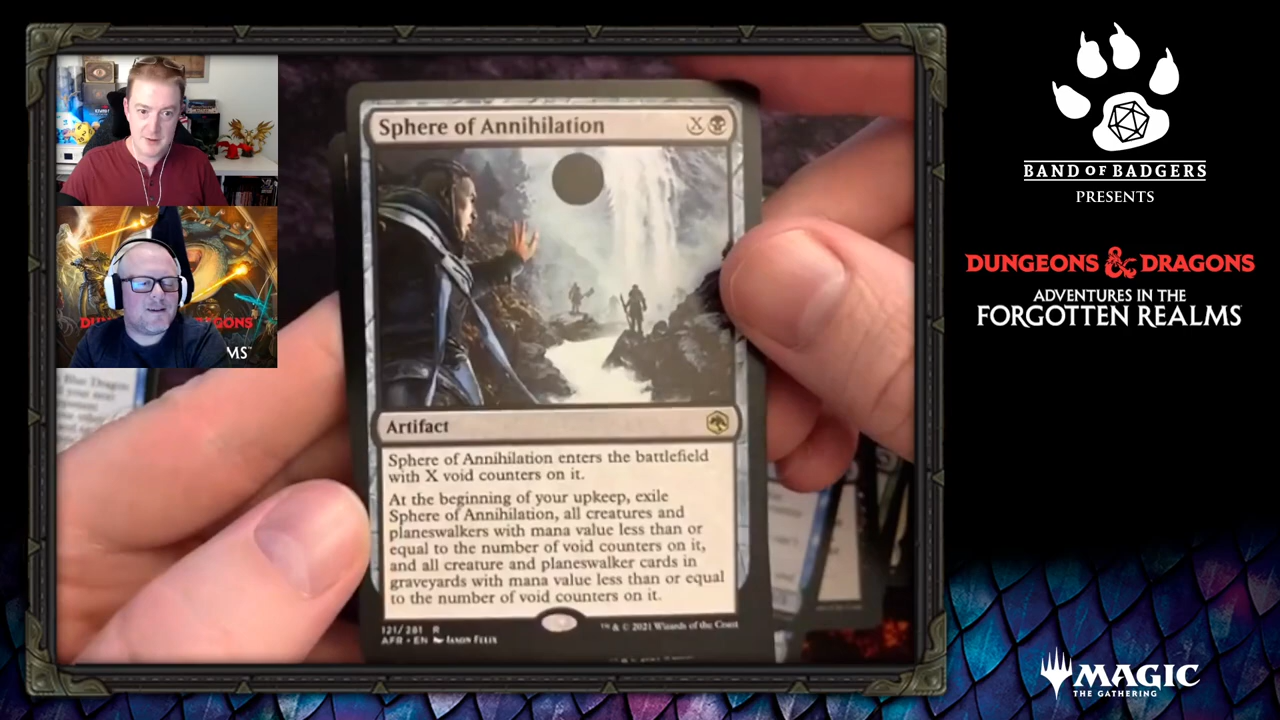 Sphere of Annihilation X
Artifact
Sphere of Annihilation enters the battlefield
with X void counters on it.
At the beginning of your upkeep, exile
Sphere of Annihilation, all creatures and
planeswalkers with mana value less than or
equal to the number of void counters on it,
and all creature and planeswalker cards in
graveyards with mana value less than or equal
to the number of void counters on it.
121/281 R
AFR • EN Jason Felix
™ & © 2021 Wizards of the Coast
Blue Dragon
BAND OF BADGERS
PRESENTS
DUNGEONS & DRAGONS
ADVENTURES IN THE
FORGOTTEN REALMS
MAGIC
THE GATHERING